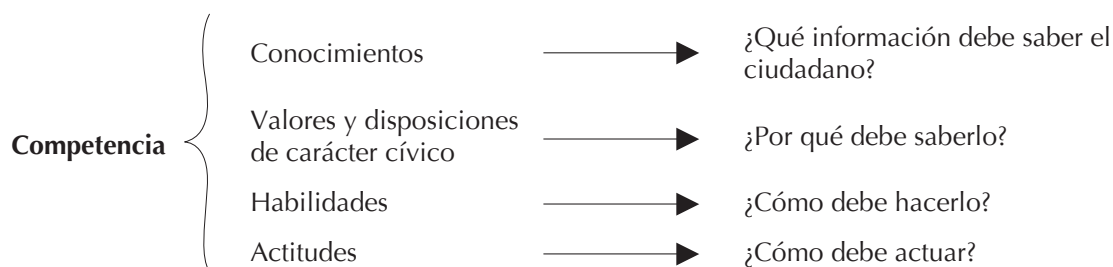 Competencia
Conocimientos
¿Qué información debe saber el
ciudadano?
Valores y disposiciones
de carácter cívico
¿Por qué debe saberlo?
Habilidades
¿Cómo debe hacerlo?
Actitudes
¿Cómo debe actuar?